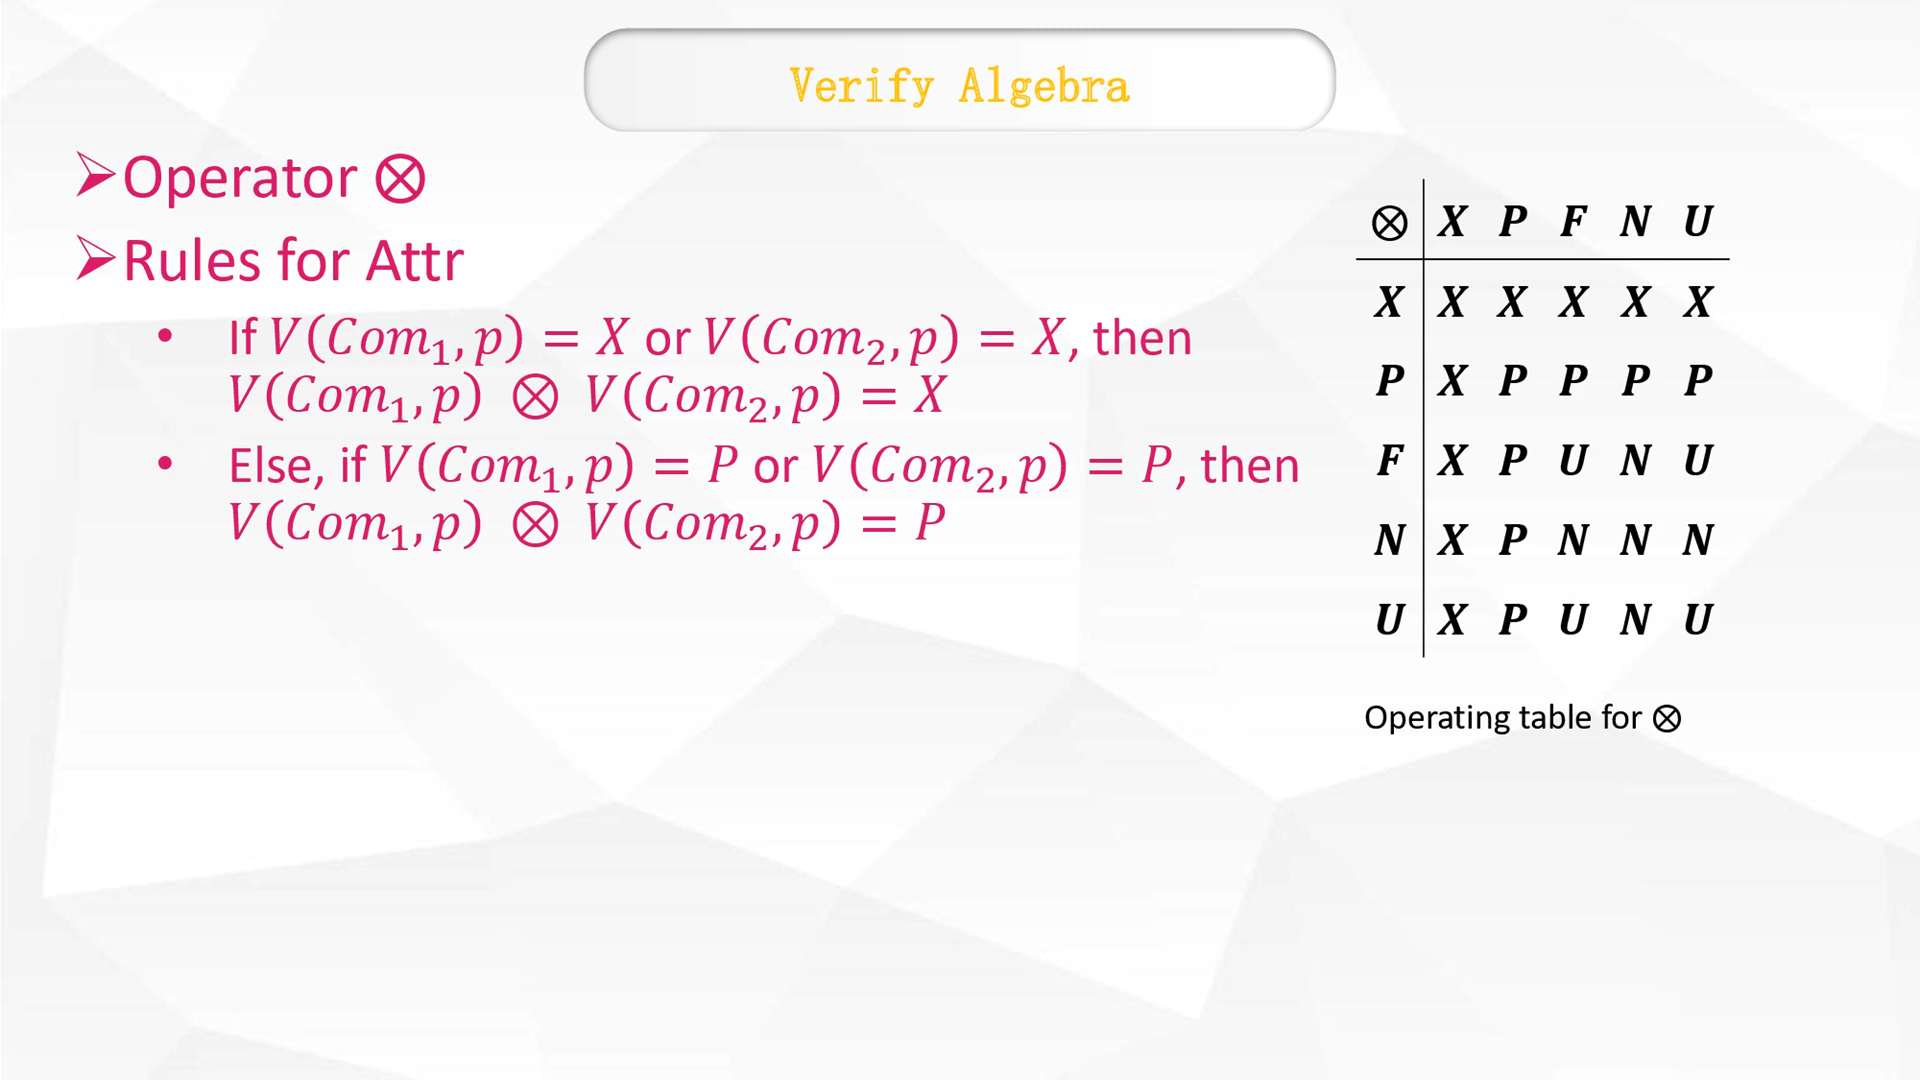 Verify Algebra
➢Operator ⊗
➢Rules for Attr
• If V(Com₁, p) = X or V(Com₂, p) = X, then
V(Com₁, p) ⊗ V(Com₂, p) = X
• Else, if V(Com₁, p) = P or V(Com₂, p) = P, then
V(Com₁, p) ⊗ V(Com₂, p) = P
⊗ X P F N U
X X X X X X
P X P P P P
F X P U N U
N X P N N N
U X P U N U
Operating table for ⊗